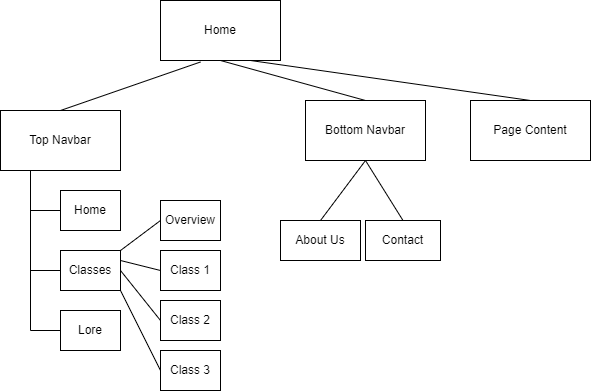 Home
Top Navbar
Bottom Navbar
Page Content
Home
Overview
Classes
Class 1
Class 2
Lore
Class 3
About Us
Contact